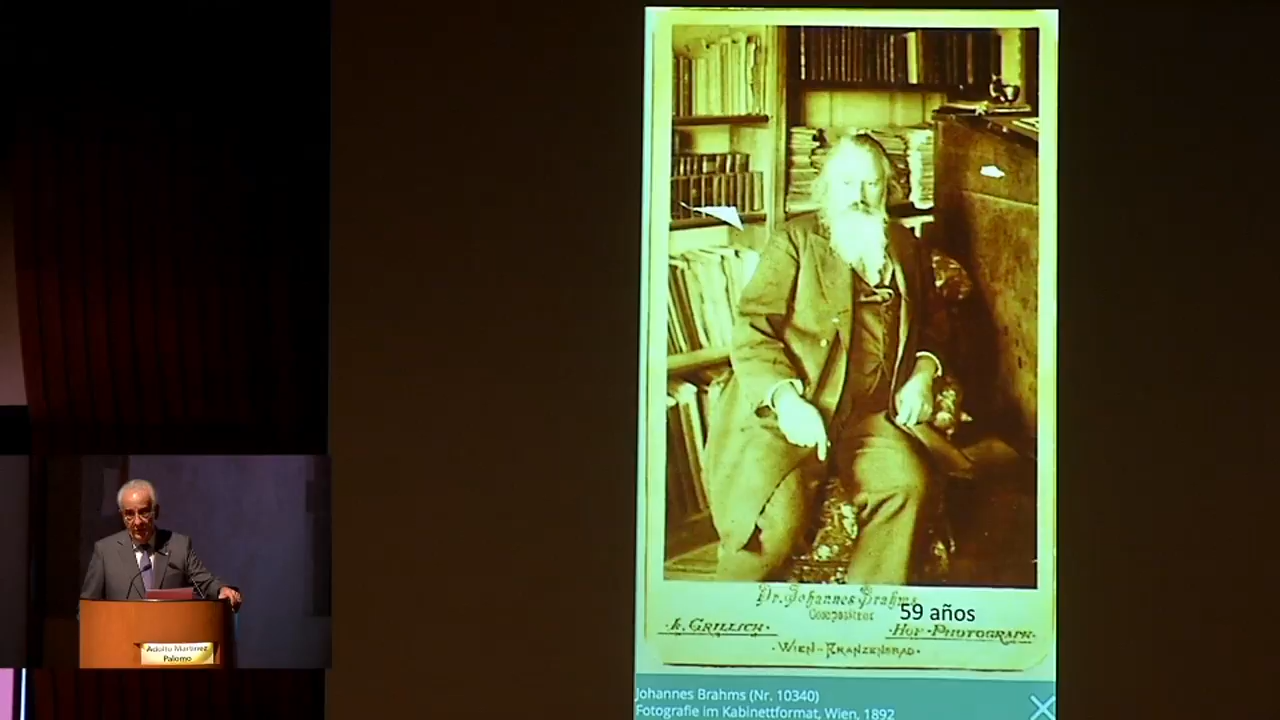 Dr. Johannes Brahms
Componist
59 años
L. GRILLICH
HOF-PHOTOGRAPH
WIEN-FRANZENSBAD
Adolfo Martínez
Palomo
Johannes Brahms (Nr. 10340)
Fotografie im Kabinettformat, Wien, 1892